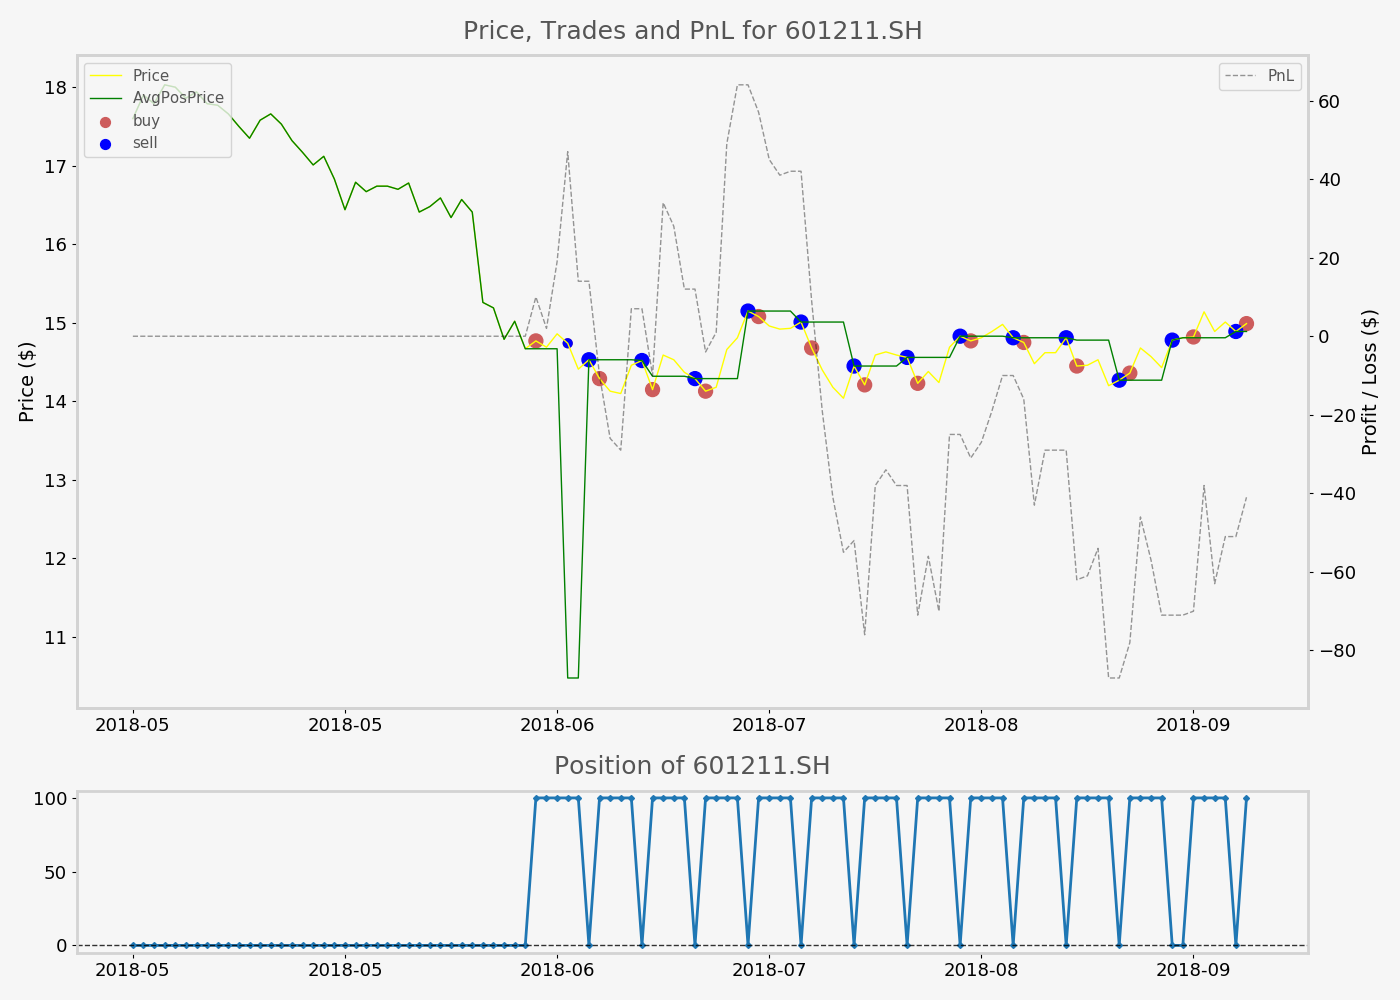 Price, Trades and PnL for 601211.SH
Price
AvgPosPrice
buy
sell
PnL
18
17
16
15
14
13
12
11
Price ($)
60
40
20
0
−20
−40
−60
−80
Profit / Loss ($)
2018-05 2018-05 2018-06 2018-07 2018-08 2018-09
Position of 601211.SH
100
50
0
2018-05 2018-05 2018-06 2018-07 2018-08 2018-09